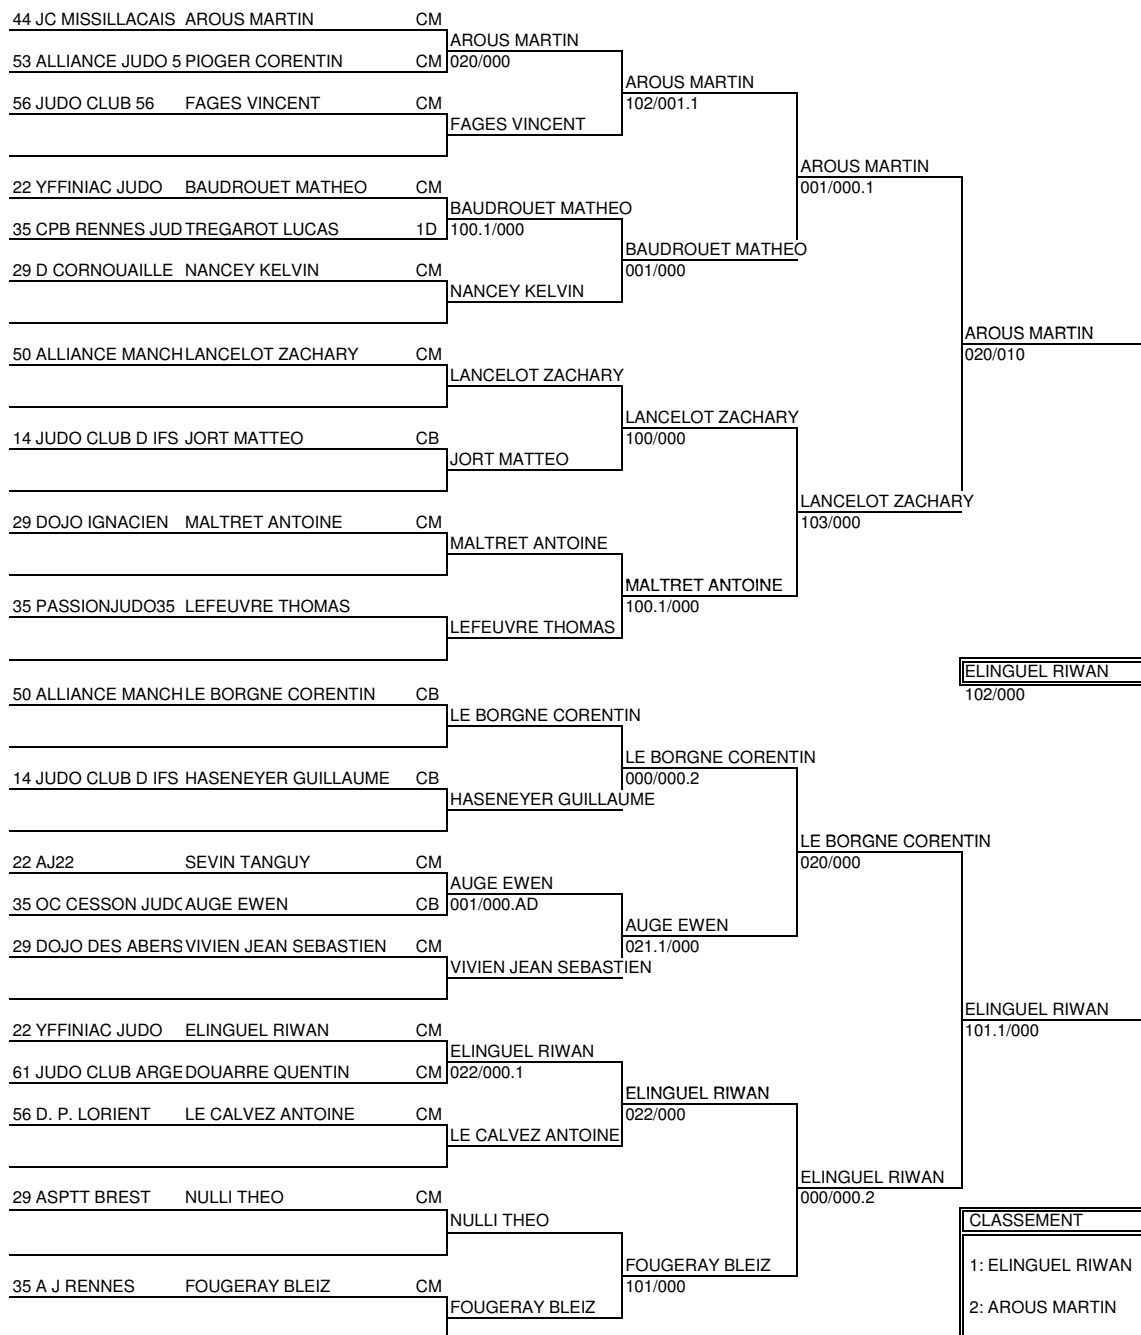 44 JC MISSILLACAIS AROUS MARTIN CM
AROUS MARTIN
53 ALLIANCE JUDO 5 PIOGER CORENTIN CM 020/000
AROUS MARTIN
56 JUDO CLUB 56 FAGES VINCENT CM 102/001.1
FAGES VINCENT
AROUS MARTIN
22 YFFINIAC JUDO BAUDROUET MATHEO CM 001/000.1
BAUDROUET MATHEO
35 CPB RENNES JUD TREGAROT LUCAS 1D 100.1/000
BAUDROUET MATHEO
29 D CORNOUAILLE NANCEY KELVIN CM 001/000
NANCEY KELVIN
AROUS MARTIN
50 ALLIANCE MANCH LANCELOT ZACHARY CM 020/010
LANCELOT ZACHARY
LANCELOT ZACHARY
14 JUDO CLUB D IFS JORT MATTEO CB 100/000
JORT MATTEO
LANCELOT ZACHARY
29 DOJO IGNACIEN MALTRET ANTOINE CM 103/000
MALTRET ANTOINE
MALTRET ANTOINE
35 PASSIONJUDO35 LEFEUVRE THOMAS 100.1/000
LEFEUVRE THOMAS
ELINGUEL RIWAN
50 ALLIANCE MANCH LE BORGNE CORENTIN CB 102/000
LE BORGNE CORENTIN
LE BORGNE CORENTIN
14 JUDO CLUB D IFS HASENEYER GUILLAUME CB 000/000.2
HASENEYER GUILLAUME
LE BORGNE CORENTIN
22 AJ22 SEVIN TANGUY CM 020/000
AUGE EWEN
35 OC CESSON JUDO AUGE EWEN CB 001/000.AD
AUGE EWEN
29 DOJO DES ABERS VIVIEN JEAN SEBASTIEN CM 021.1/000
VIVIEN JEAN SEBASTIEN
ELINGUEL RIWAN
22 YFFINIAC JUDO ELINGUEL RIWAN CM 101.1/000
ELINGUEL RIWAN
61 JUDO CLUB ARGE DOUARRE QUENTIN CM 022/000.1
ELINGUEL RIWAN
56 D. P. LORIENT LE CALVEZ ANTOINE CM 022/000
LE CALVEZ ANTOINE
ELINGUEL RIWAN
29 ASPTT BREST NULLI THEO CM 000/000.2
NULLI THEO CLASSEMENT
FOUGERAY BLEIZ 1: ELINGUEL RIWAN
35 A J RENNES FOUGERAY BLEIZ CM 101/000
FOUGERAY BLEIZ 2: AROUS MARTIN